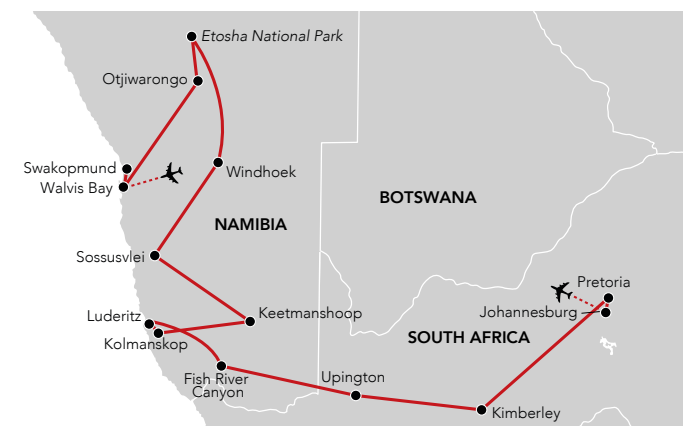 Etosha National Park
Otjiwarongo
Swakopmund
Walvis Bay
Windhoek
BOTSWANA
NAMIBIA
Sossusvlei
Pretoria
Luderitz
Keetmanshoop
Johannesburg
Kolmanskop
SOUTH AFRICA
Fish River
Canyon
Upington
Kimberley